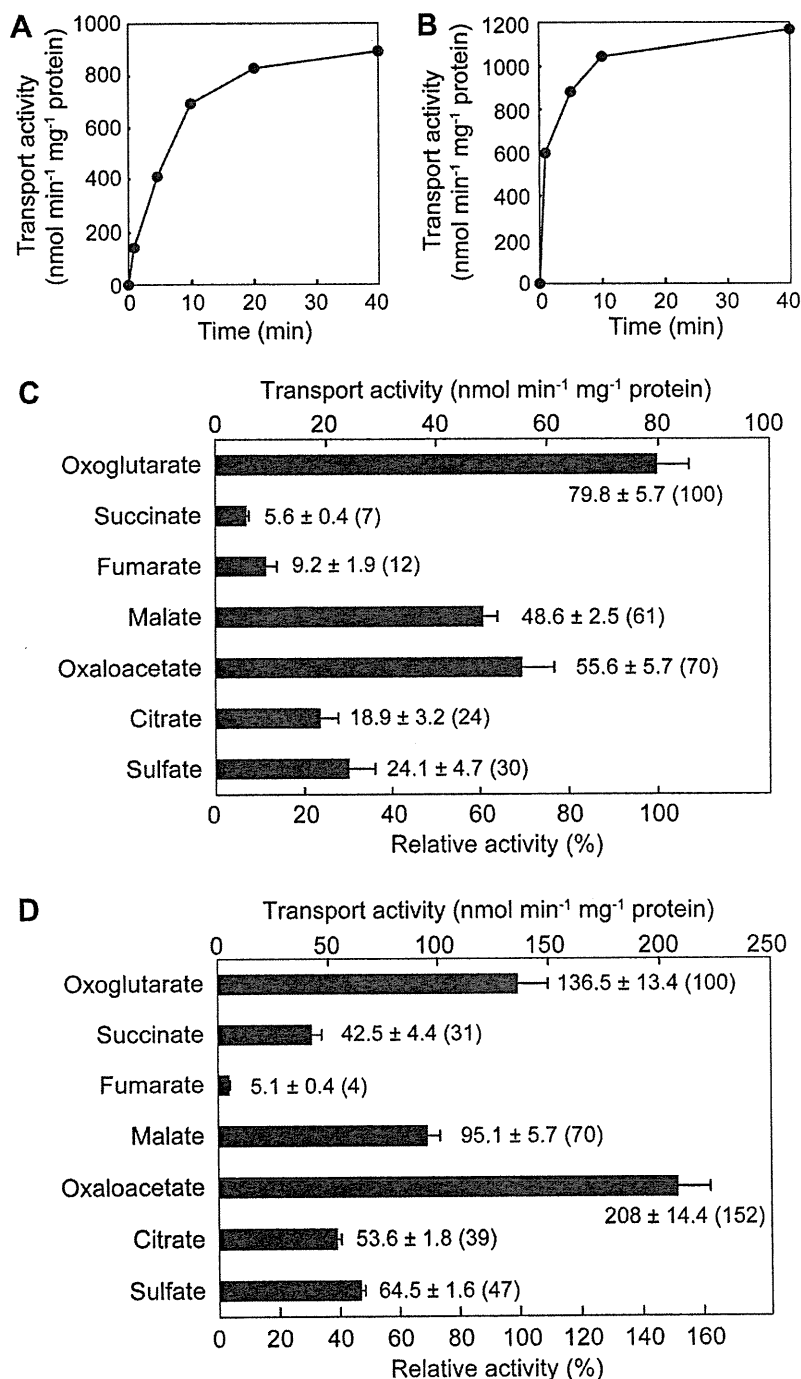 A
B
Transport activity
(nmol min⁻¹ mg⁻¹ protein)
1000
800
600
400
200
0
0 10 20 30 40
Time (min)
Transport activity
(nmol min⁻¹ mg⁻¹ protein)
1200
1000
800
600
400
200
0
0 10 20 30 40
Time (min)
C
Transport activity (nmol min⁻¹ mg⁻¹ protein)
0 20 40 60 80 100
Oxoglutarate
79.8 ± 5.7 (100)
Succinate 5.6 ± 0.4 (7)
Fumarate 9.2 ± 1.9 (12)
Malate 48.6 ± 2.5 (61)
Oxaloacetate 55.6 ± 5.7 (70)
Citrate 18.9 ± 3.2 (24)
Sulfate 24.1 ± 4.7 (30)
0 20 40 60 80 100
Relative activity (%)
D
Transport activity (nmol min⁻¹ mg⁻¹ protein)
0 50 100 150 200 250
Oxoglutarate 136.5 ± 13.4 (100)
Succinate 42.5 ± 4.4 (31)
Fumarate 5.1 ± 0.4 (4)
Malate 95.1 ± 5.7 (70)
Oxaloacetate
208 ± 14.4 (152)
Citrate 53.6 ± 1.8 (39)
Sulfate 64.5 ± 1.6 (47)
0 20 40 60 80 100 120 140 160
Relative activity (%)